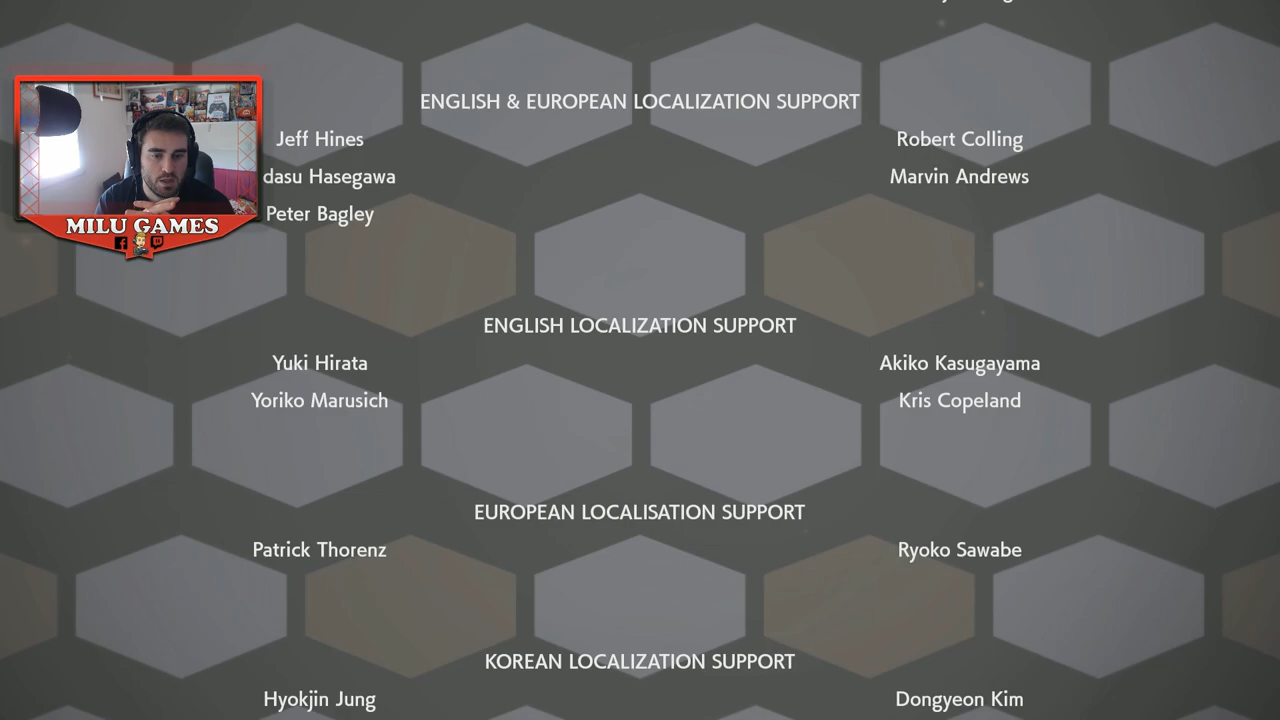 ENGLISH & EUROPEAN LOCALIZATION SUPPORT
Jeff Hines Robert Colling
dasu Hasegawa Marvin Andrews
Peter Bagley
MILU GAMES
ENGLISH LOCALIZATION SUPPORT
Yuki Hirata Akiko Kasugayama
Yoriko Marusich Kris Copeland
EUROPEAN LOCALISATION SUPPORT
Patrick Thorenz Ryoko Sawabe
KOREAN LOCALIZATION SUPPORT
Hyokjin Jung Dongyeon Kim